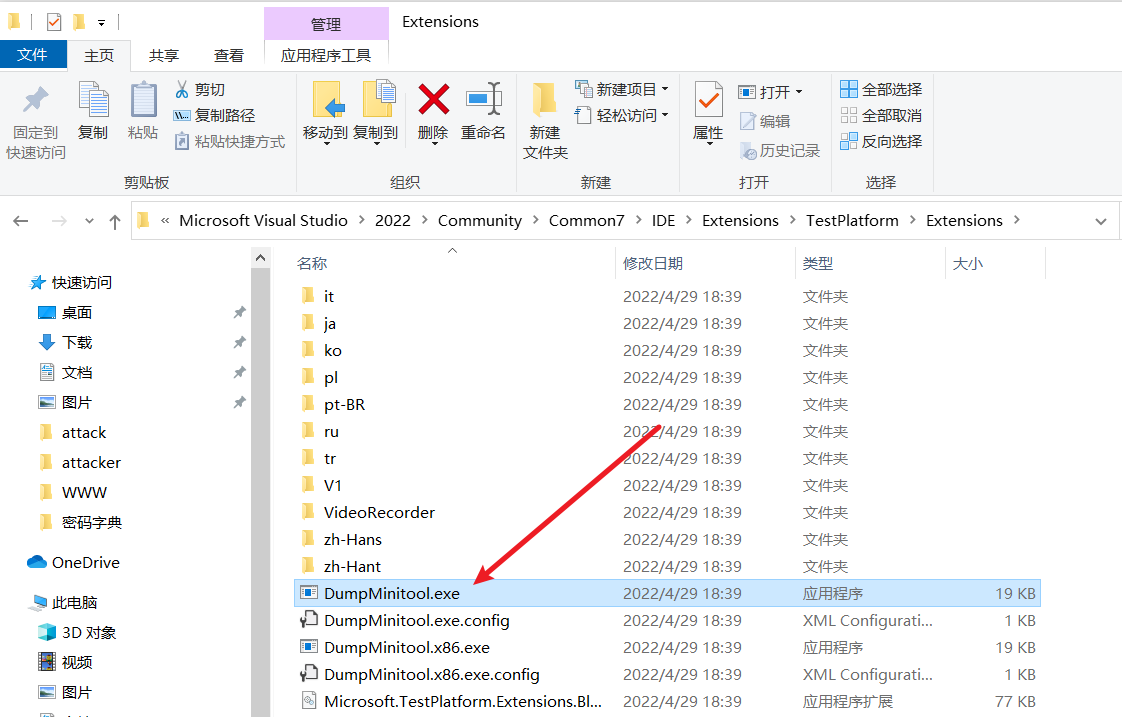 管理
Extensions
文件
主页
共享
查看
应用程序工具
固定到
快速访问
复制
粘贴
剪切
复制路径
粘贴快捷方式
剪贴板
移动到
复制到
删除
重命名
组织
新建
文件夹
新建项目
轻松访问
新建
属性
打开
编辑
历史记录
打开
全部选择
全部取消
反向选择
选择
« Microsoft Visual Studio > 2022 > Community > Common7 > IDE > Extensions > TestPlatform > Extensions >
名称 修改日期 类型 大小
快速访问
桌面
下载
文档
图片
attack
attacker
WWW
密码字典
OneDrive
此电脑
3D 对象
视频
图片
it 2022/4/29 18:39 文件夹
ja 2022/4/29 18:39 文件夹
ko 2022/4/29 18:39 文件夹
pl 2022/4/29 18:39 文件夹
pt-BR 2022/4/29 18:39 文件夹
ru 2022/4/29 18:39 文件夹
tr 2022/4/29 18:39 文件夹
V1 2022/4/29 18:39 文件夹
VideoRecorder 2022/4/29 18:39 文件夹
zh-Hans 2022/4/29 18:39 文件夹
zh-Hant 2022/4/29 18:39 文件夹
DumpMinitool.exe 2022/4/29 18:39 应用程序 19 KB
DumpMinitool.exe.config 2022/4/29 18:39 XML Configurati... 1 KB
DumpMinitool.x86.exe 2022/4/29 18:39 应用程序 19 KB
DumpMinitool.x86.exe.config 2022/4/29 18:39 XML Configurati... 1 KB
Microsoft.TestPlatform.Extensions.Bl... 2022/4/29 18:39 应用程序扩展 77 KB